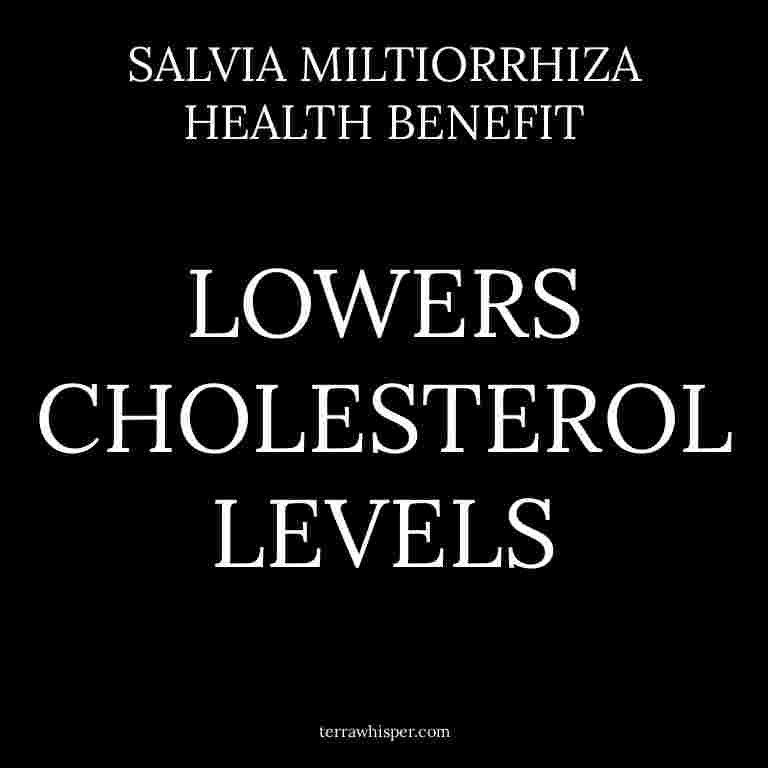 SALVIA MILTIORRHIZA
HEALTH BENEFIT
LOWERS
CHOLESTEROL
LEVELS
terrawhisper.com